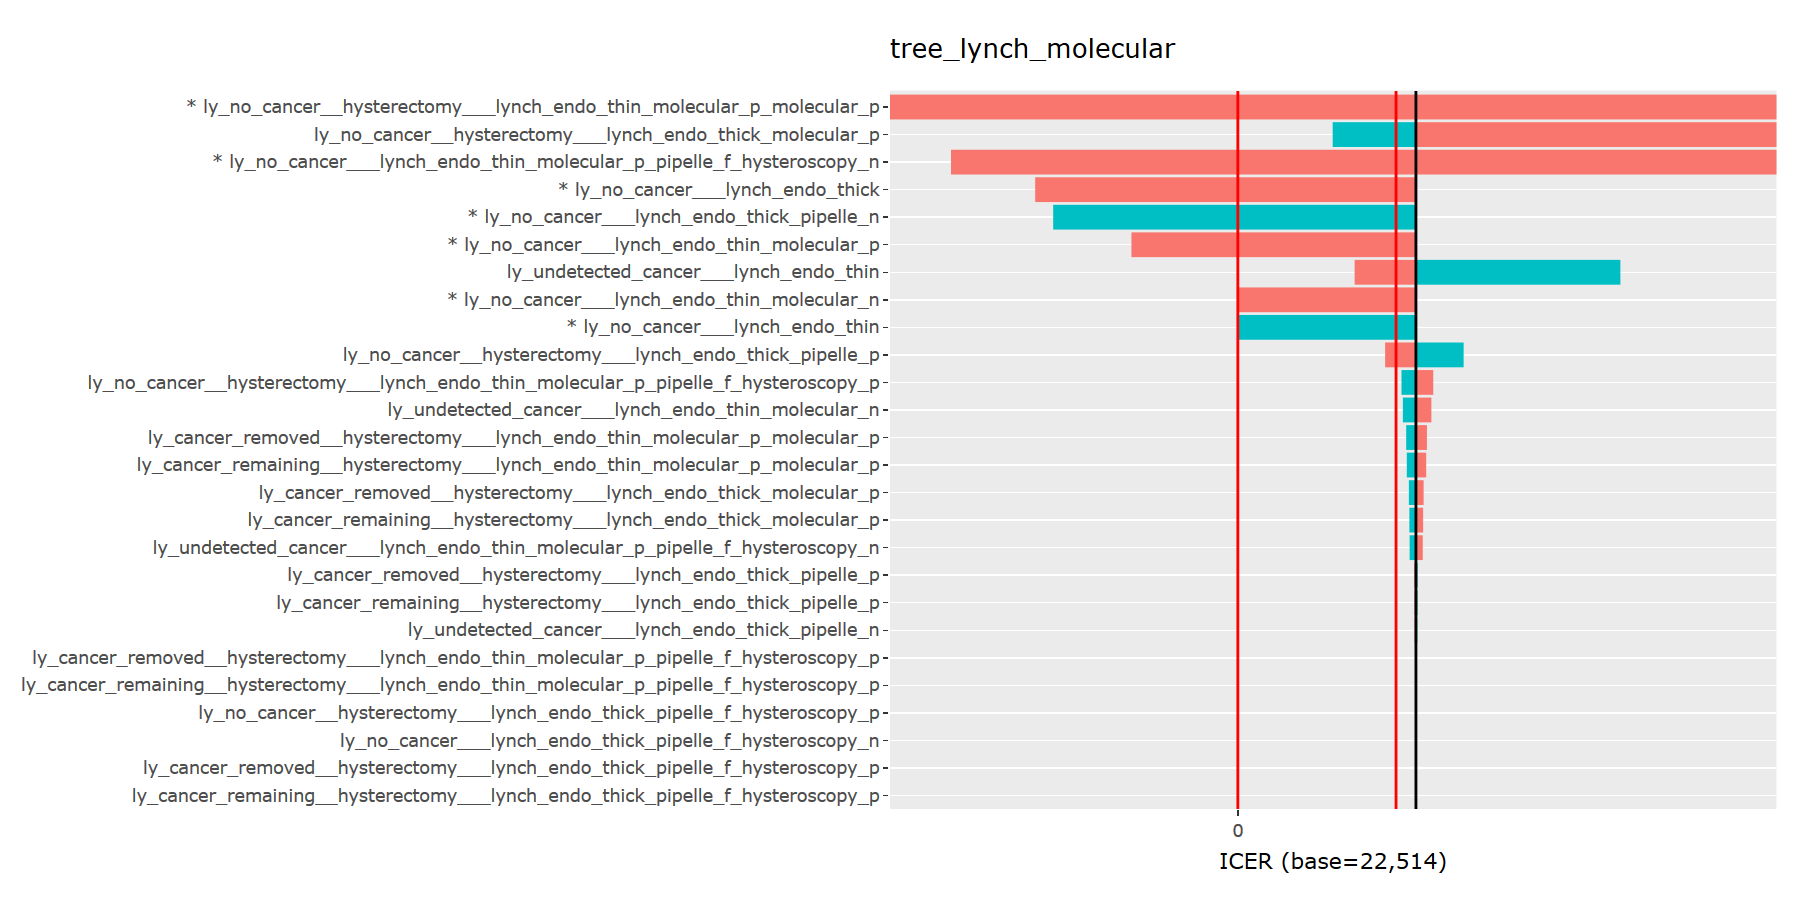 tree_lynch_molecular
* ly_no_cancer__hysterectomy___lynch_endo_thin_molecular_p_molecular_p
ly_no_cancer__hysterectomy___lynch_endo_thick_molecular_p
* ly_no_cancer___lynch_endo_thin_molecular_p_pipelle_f_hysteroscopy_n
* ly_no_cancer___lynch_endo_thick
* ly_no_cancer___lynch_endo_thick_pipelle_n
* ly_no_cancer___lynch_endo_thin_molecular_p
ly_undetected_cancer___lynch_endo_thin
* ly_no_cancer___lynch_endo_thin_molecular_n
* ly_no_cancer___lynch_endo_thin
ly_no_cancer__hysterectomy___lynch_endo_thick_pipelle_p
ly_no_cancer__hysterectomy___lynch_endo_thin_molecular_p_pipelle_f_hysteroscopy_p
ly_undetected_cancer___lynch_endo_thin_molecular_n
ly_cancer_removed__hysterectomy___lynch_endo_thin_molecular_p_molecular_p
ly_cancer_remaining__hysterectomy___lynch_endo_thin_molecular_p_molecular_p
ly_cancer_removed__hysterectomy___lynch_endo_thick_molecular_p
ly_cancer_remaining__hysterectomy___lynch_endo_thick_molecular_p
ly_undetected_cancer___lynch_endo_thin_molecular_p_pipelle_f_hysteroscopy_n
ly_cancer_removed__hysterectomy___lynch_endo_thick_pipelle_p
ly_cancer_remaining__hysterectomy___lynch_endo_thick_pipelle_p
ly_undetected_cancer___lynch_endo_thick_pipelle_n
ly_cancer_removed__hysterectomy___lynch_endo_thin_molecular_p_pipelle_f_hysteroscopy_p
ly_cancer_remaining__hysterectomy___lynch_endo_thin_molecular_p_pipelle_f_hysteroscopy_p
ly_no_cancer__hysterectomy___lynch_endo_thick_pipelle_f_hysteroscopy_p
ly_no_cancer___lynch_endo_thick_pipelle_f_hysteroscopy_n
ly_cancer_removed__hysterectomy___lynch_endo_thick_pipelle_f_hysteroscopy_p
ly_cancer_remaining__hysterectomy___lynch_endo_thick_pipelle_f_hysteroscopy_p
0
ICER (base=22,514)